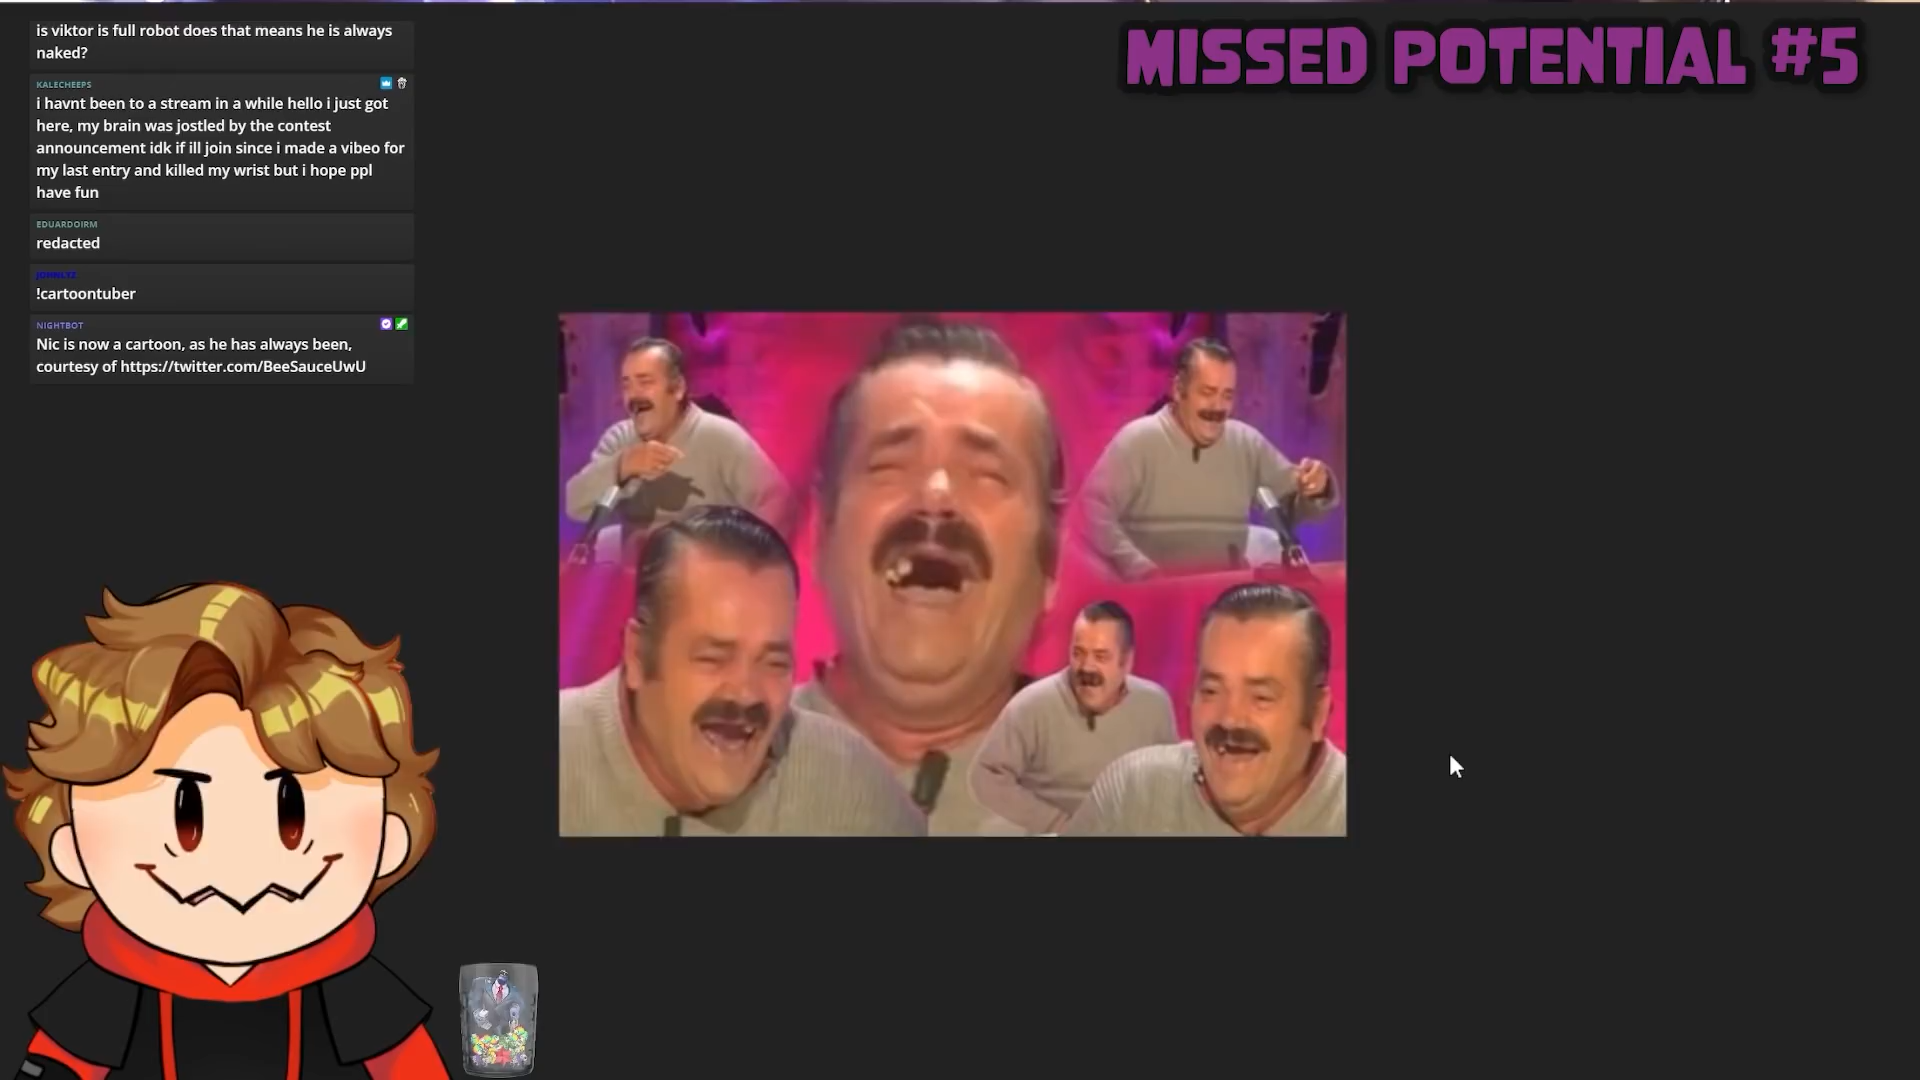 MISSED POTENTIAL #5
is viktor is full robot does that means he is always
naked?
KALECHEEPS
i havnt been to a stream in a while hello i just got
here, my brain was jostled by the contest
announcement idk if ill join since i made a vibeo for
my last entry and killed my wrist but i hope ppl
have fun
EDUARDOIRM
redacted
JOHNLYZ
!cartoontuber
NIGHTBOT
Nic is now a cartoon, as he has always been,
courtesy of https://twitter.com/BeeSauceUwU